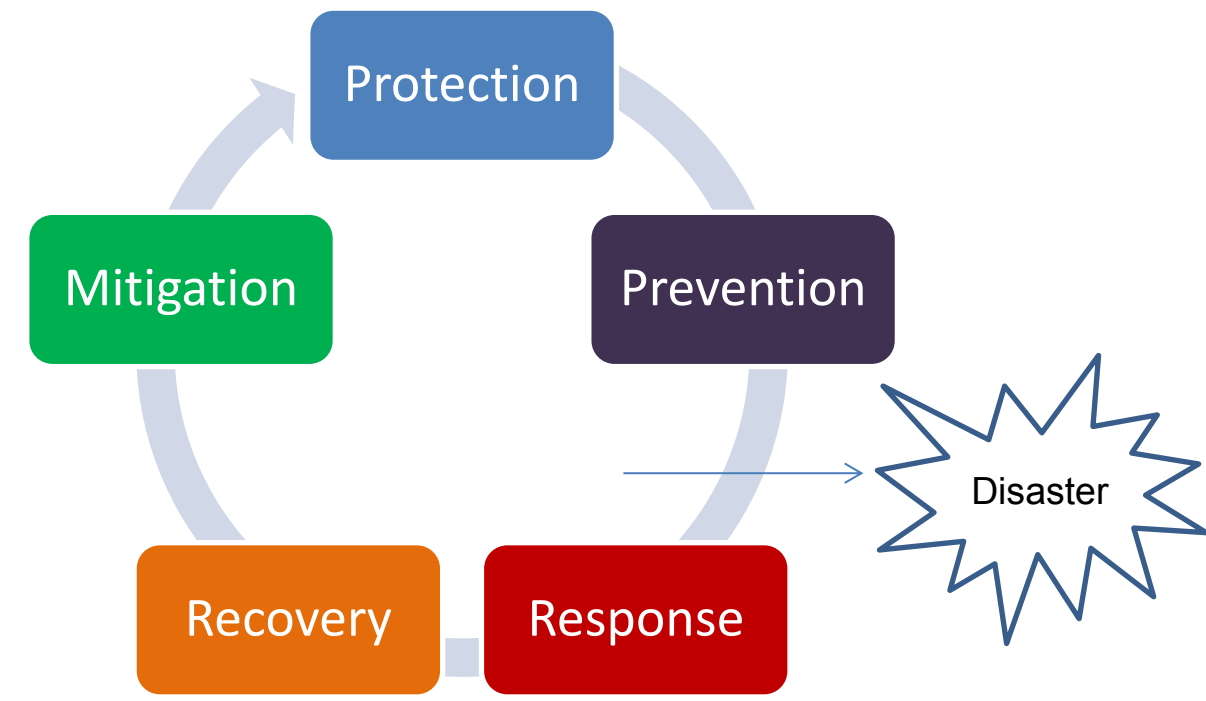 Protection
Prevention
Disaster
Response
Recovery
Mitigation